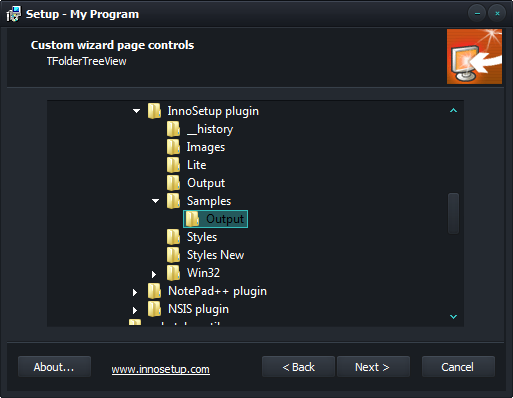 Setup - My Program
Custom wizard page controls
TFolderTreeView
InnoSetup plugin
__history
Images
Lite
Output
Samples
Output
Styles
Styles New
Win32
NotePad++ plugin
NSIS plugin
About...
www.innosetup.com
< Back
Next >
Cancel